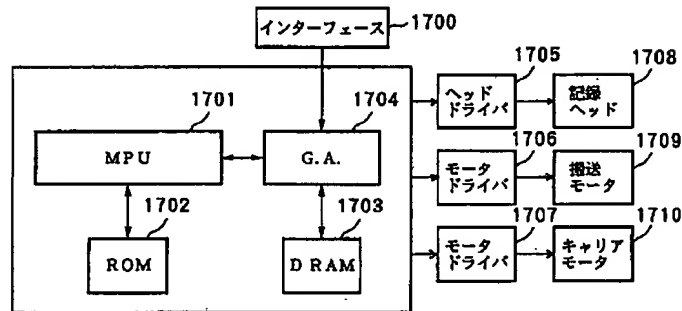 インターフェース
1700
1705
1708
ヘッド
ドライバ
記録
ヘッド
1701
1704
MPU
G.A.
1706
1709
モータ
ドライバ
搬送
モータ
1702
1703
ROM
DRAM
1707
1710
モータ
ドライバ
キャリア
モータ